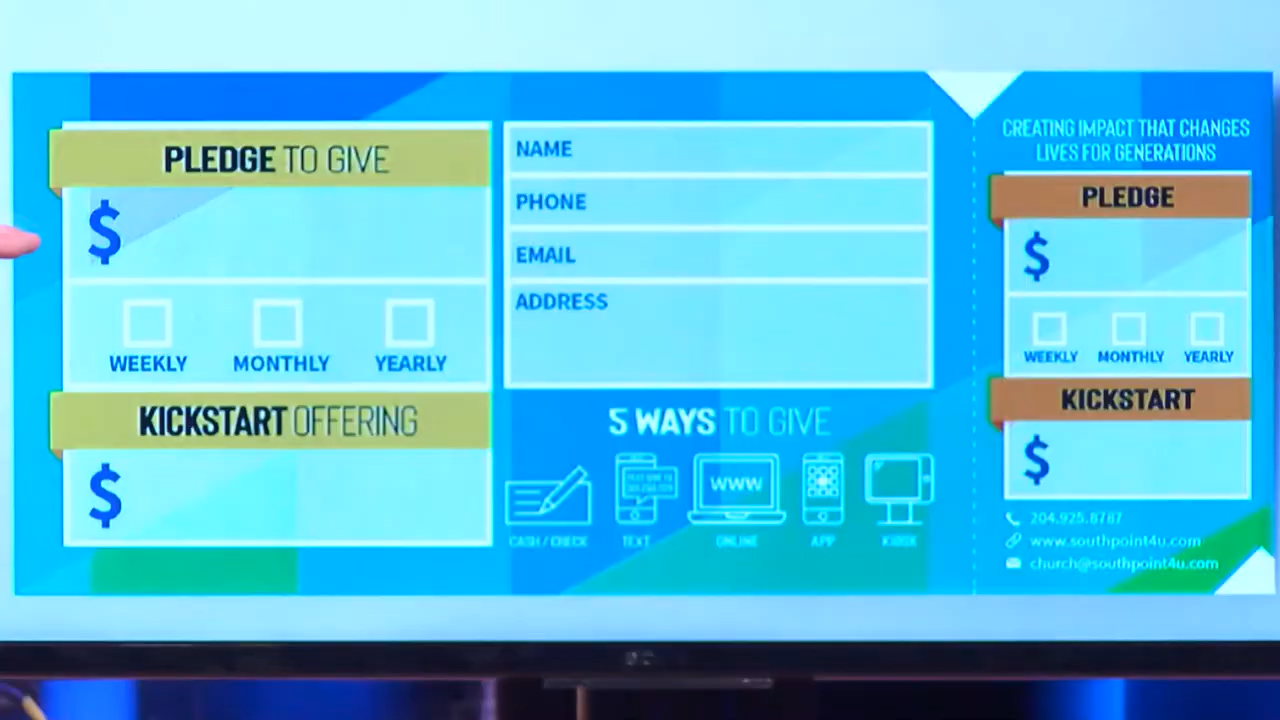 PLEDGE TO GIVE
$
WEEKLY MONTHLY YEARLY
KICKSTART OFFERING
$
NAME
PHONE
EMAIL
ADDRESS
5 WAYS TO GIVE
WWW
CASH / CHECK TEXT ONLINE APP KIOSK
CREATING IMPACT THAT CHANGES
LIVES FOR GENERATIONS
PLEDGE
$
WEEKLY MONTHLY YEARLY
KICKSTART
$
204.925.8787
www.southpoint4u.com
church@southpoint4u.com